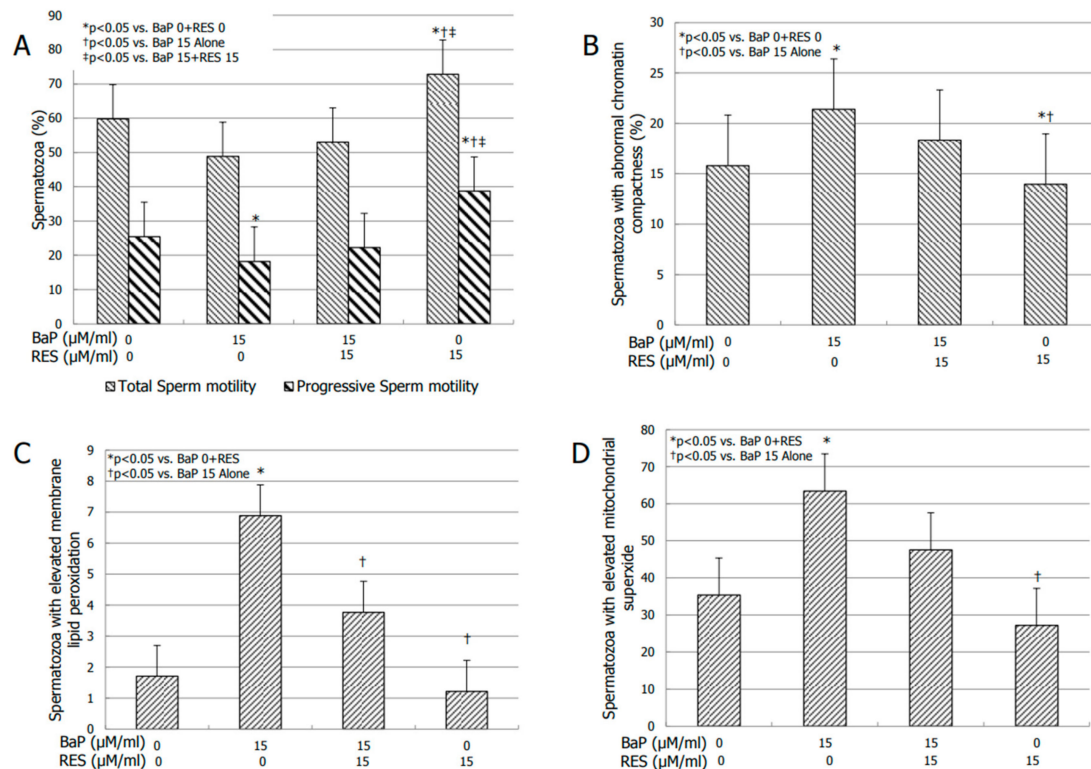 A
*p<0.05 vs. BaP 0+RES 0
†p<0.05 vs. BaP 15 Alone
‡p<0.05 vs. BaP 15+RES 15
Spermatozoa (%)
90
80
70
60
50
40
30
20
10
0
*
*†‡
*†‡
BaP (µM/ml) 0 15 15 0
RES (µM/ml) 0 0 15 15
Total Sperm motility Progressive Sperm motility
B
*p<0.05 vs. BaP 0+RES 0
†p<0.05 vs. BaP 15 Alone
Spermatozoa with abnormal chromatin
compactness (%)
30
25
20
15
10
5
0
*
*†
BaP (µM/ml) 0 15 15 0
RES (µM/ml) 0 0 15 15
C
*p<0.05 vs. BaP 0+RES
†p<0.05 vs. BaP 15 Alone
Spermatozoa with elevated membrane
lipid peroxidation
9
8
7
6
5
4
3
2
1
0
*
†
†
BaP (µM/ml) 0 15 15 0
RES (µM/ml) 0 0 15 15
D
*p<0.05 vs. BaP 0+RES
†p<0.05 vs. BaP 15 Alone
Spermatozoa with elevated mitochondrial
superxide
80
70
60
50
40
30
20
10
0
*
†
BaP (µM/ml) 0 15 15 0
RES (µM/ml) 0 0 15 15